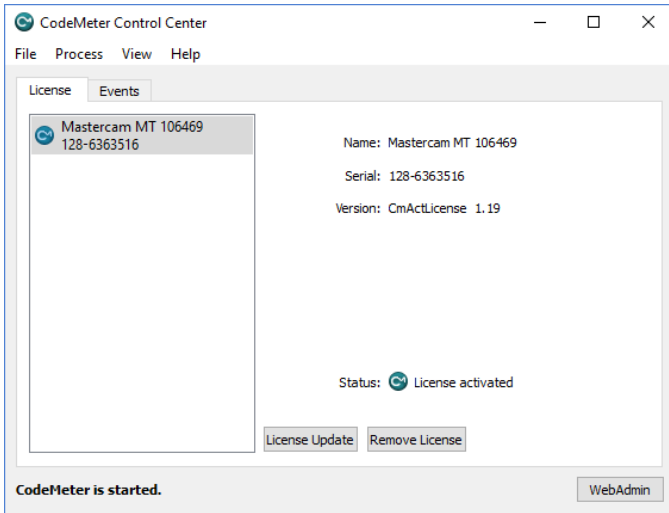 CodeMeter Control Center
File Process View Help
License Events
Mastercam MT 106469
128-6363516
Name: Mastercam MT 106469
Serial: 128-6363516
Version: CmActLicense 1.19
Status: License activated
License Update Remove License
CodeMeter is started.
WebAdmin